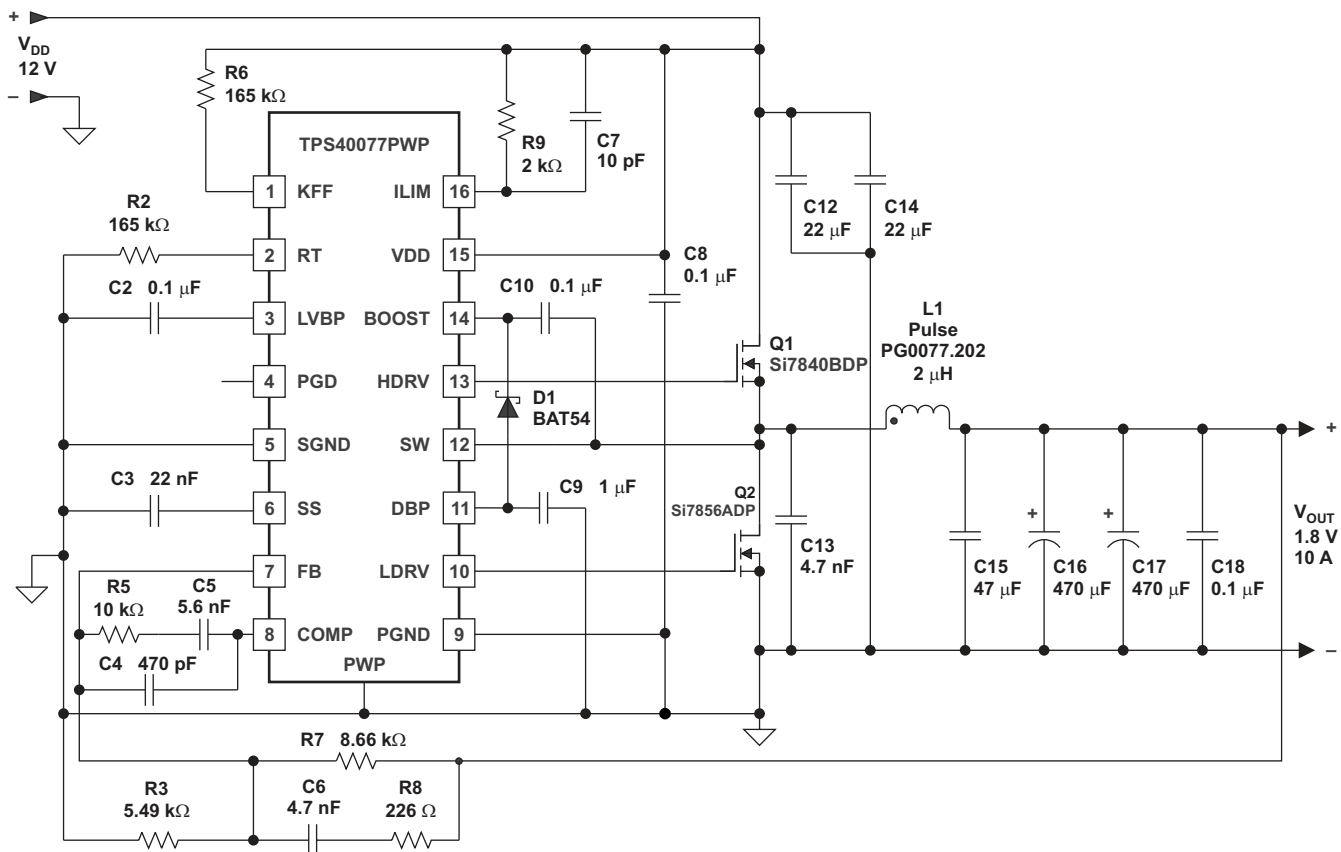 +
V_DD
12 V
–
R6
165 kΩ
TPS40077PWP
R9
2 kΩ
C7
10 pF
1 KFF
ILIM 16
R2
165 kΩ
C12
22 μF
C14
22 μF
2 RT
VDD 15
C8
0.1 μF
C2 0.1 μF
C10 0.1 μF
3 LVBP
BOOST 14
L1
Pulse
PG0077.202
2 μH
Q1
Si7840BDP
4 PGD
HDRV 13
D1
BAT54
5 SGND
SW 12
+
C3 22 nF
C9 1 μF
Q2
Si7856ADP
6 SS
DBP 11
+
+
V_OUT
1.8 V
10 A
C13
4.7 nF
C15
47 μF
C16
470 μF
C17
470 μF
C18
0.1 μF
7 FB
LDRV 10
R5
10 kΩ
C5
5.6 nF
8 COMP
PGND 9
–
C4 470 pF
PWP
R7 8.66 kΩ
R3
5.49 kΩ
C6
4.7 nF
R8
226 Ω